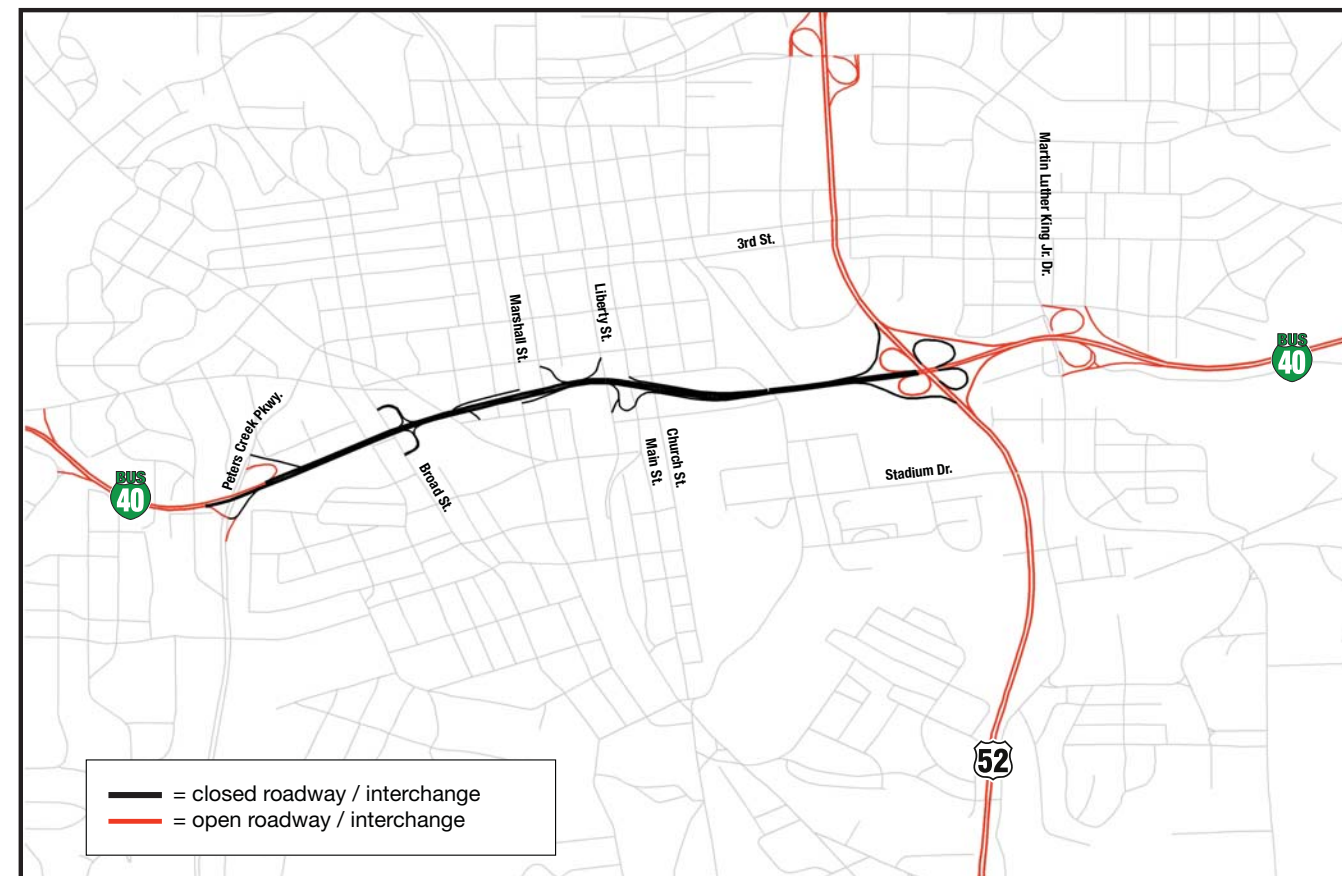 Martin Luther King Jr. Dr.
3rd St.
Marshall St.
Liberty St.
BUS
40
Peters Creek Pkwy.
BUS
40
Broad St.
Main St.
Church St.
Stadium Dr.
52
= closed roadway / interchange
= open roadway / interchange